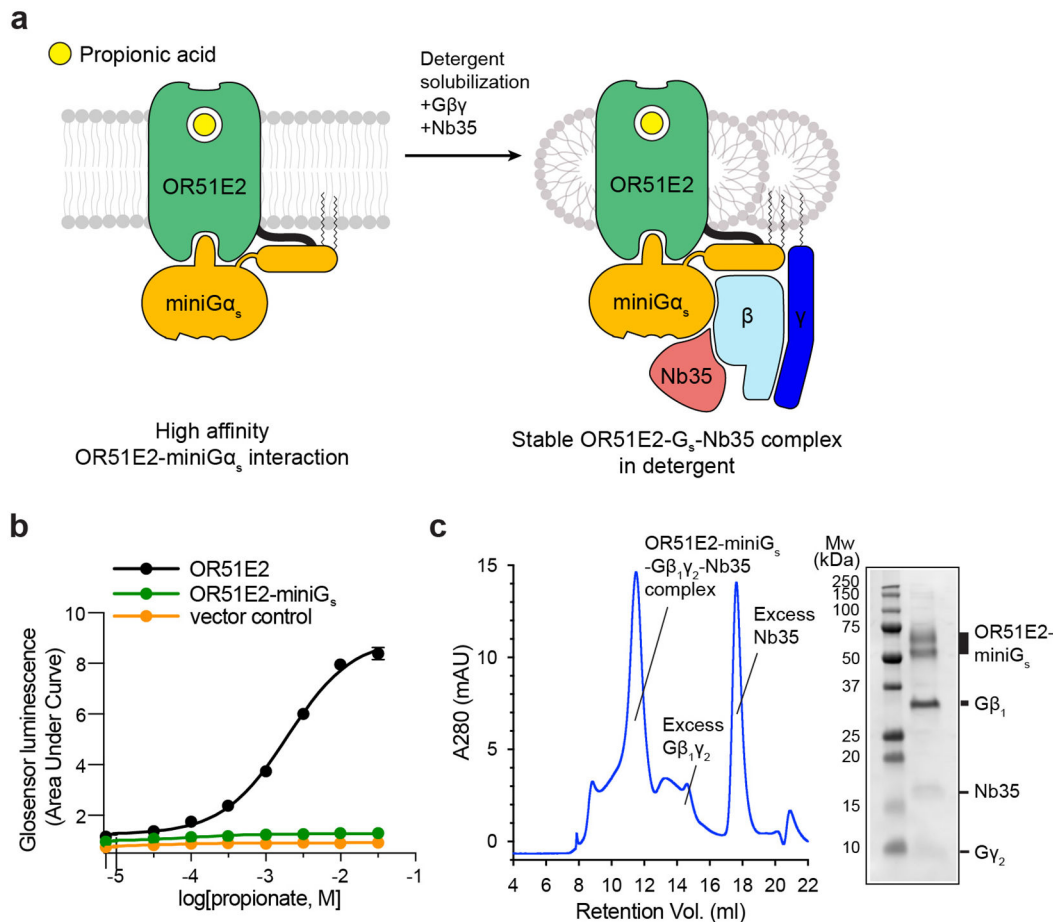 a
Propionic acid
Detergent
solubilization
+Gβγ
+Nb35
OR51E2
miniGαs
OR51E2
miniGαs
β
γ
Nb35
High affinity
OR51E2-miniGαs interaction
Stable OR51E2-Gs-Nb35 complex
in detergent
b
OR51E2
OR51E2-miniGs
vector control
Glosensor luminescence
(Area Under Curve)
10
8
6
4
2
-5
-4
-3
-2
-1
log[propionate, M]
c
OR51E2-miniGs
-Gβ1γ2-Nb35
complex
Excess
Nb35
Excess
Gβ1γ2
A280 (mAU)
15
10
5
0
4 6 8 10 12 14 16 18 20 22
Retention Vol. (ml)
Mw
(kDa)
250
150
100
75
50
37
25
20
15
10
OR51E2-
miniGs
Gβ1
Nb35
Gγ2